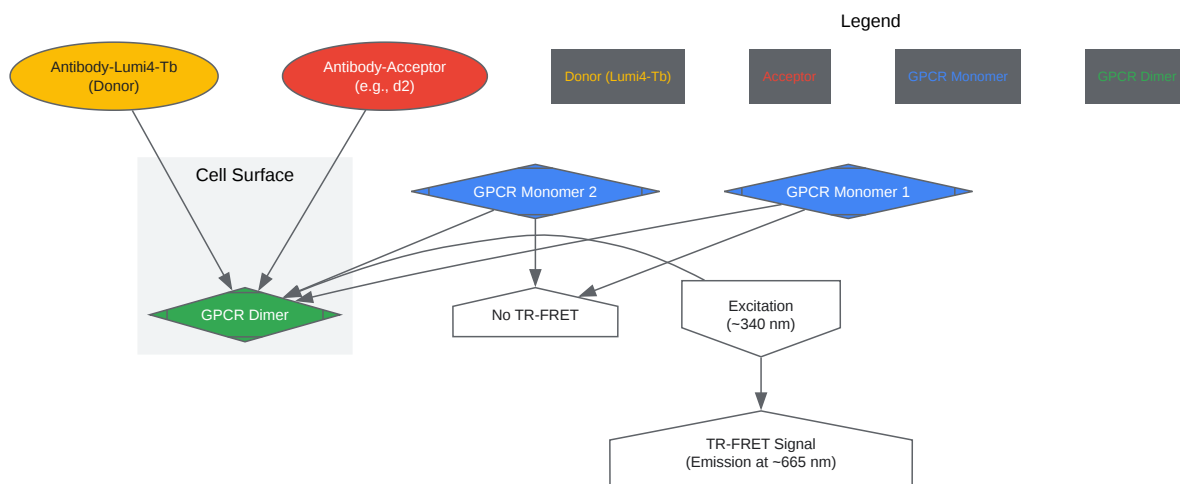 Legend
Antibody-Lumi4-Tb
(Donor)
Antibody-Acceptor
(e.g., d2)
Donor (Lumi4-Tb)
Acceptor
GPCR Monomer
GPCR Dimer
Cell Surface
GPCR Monomer 2
GPCR Monomer 1
GPCR Dimer
No TR-FRET
Excitation
(~340 nm)
TR-FRET Signal
(Emission at ~665 nm)